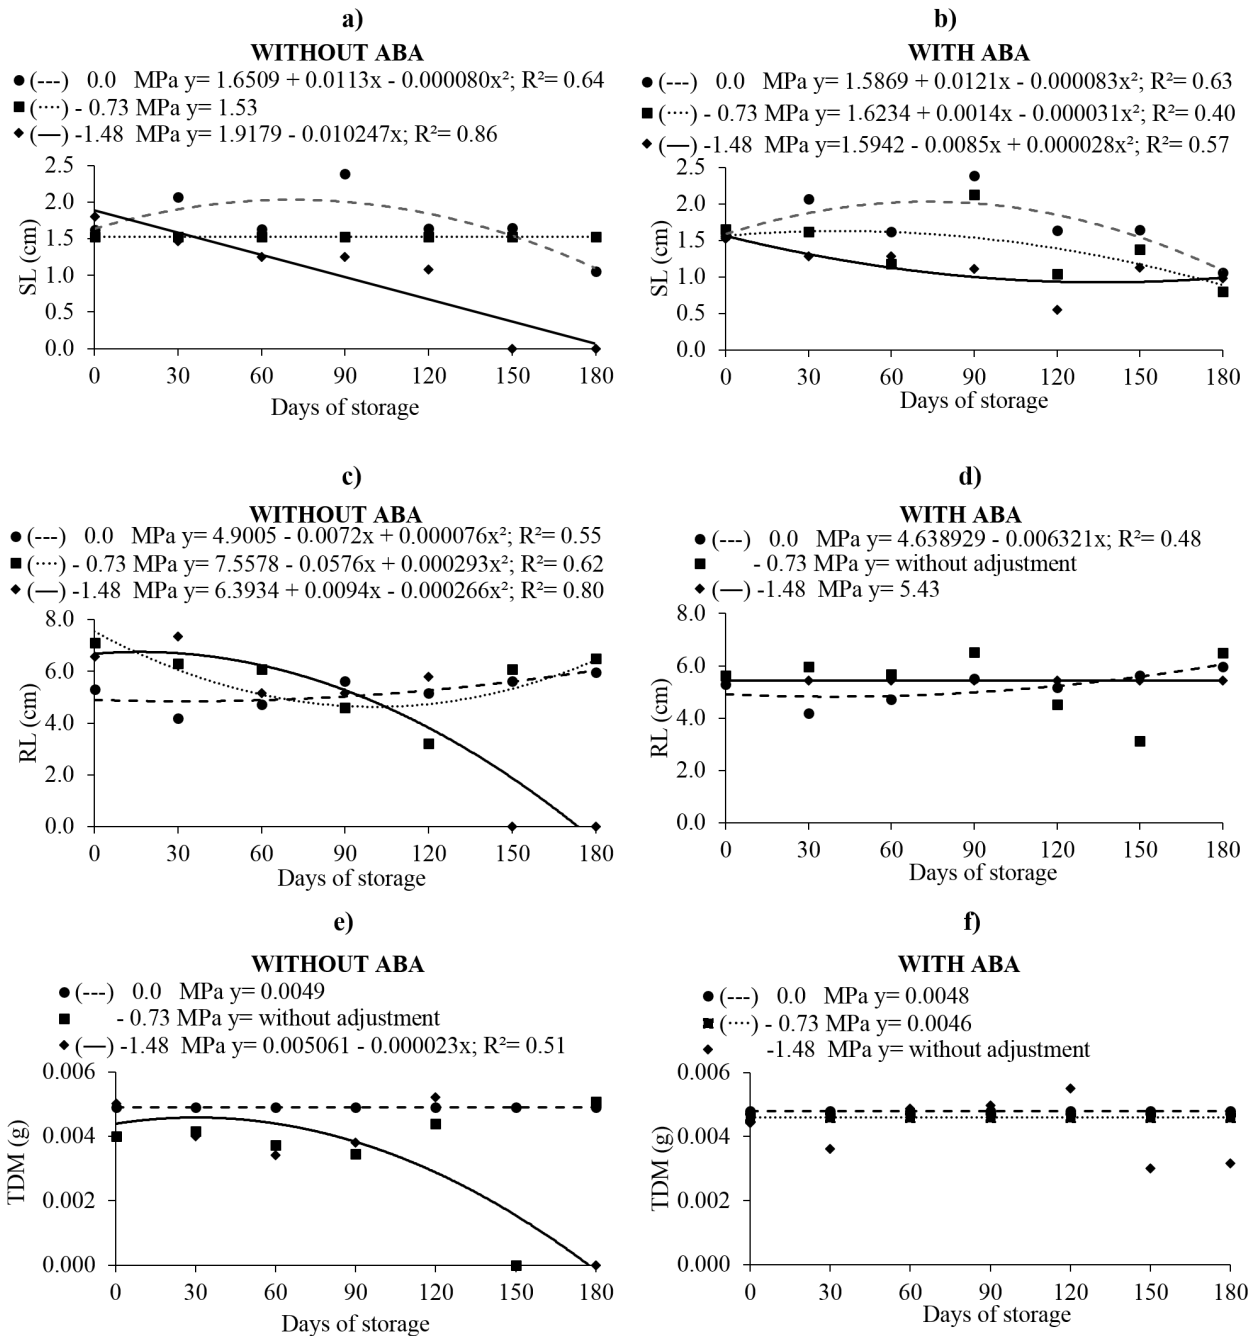 a)
WITHOUT ABA
(---) 0.0 MPa y= 1.6509 + 0.0113x - 0.000080x²; R²= 0.64
(····) - 0.73 MPa y= 1.53
(—) -1.48 MPa y= 1.9179 - 0.010247x; R²= 0.86
2.5
2.0
1.5
1.0
0.5
0.0
SL (cm)
0 30 60 90 120 150 180
Days of storage
b)
WITH ABA
(---) 0.0 MPa y= 1.5869 + 0.0121x - 0.000083x²; R²= 0.63
(····) - 0.73 MPa y= 1.6234 + 0.0014x - 0.000031x²; R²= 0.40
(—) -1.48 MPa y=1.5942 - 0.0085x + 0.000028x²; R²= 0.57
2.5
2.0
1.5
1.0
0.5
0.0
SL (cm)
0 30 60 90 120 150 180
Days of storage
c)
WITHOUT ABA
(---) 0.0 MPa y= 4.9005 - 0.0072x + 0.000076x²; R²= 0.55
(····) - 0.73 MPa y= 7.5578 - 0.0576x + 0.000293x²; R²= 0.62
(—) -1.48 MPa y= 6.3934 + 0.0094x - 0.000266x²; R²= 0.80
8.0
6.0
4.0
2.0
0.0
RL (cm)
0 30 60 90 120 150 180
Days of storage
d)
WITH ABA
(---) 0.0 MPa y= 4.638929 - 0.006321x; R²= 0.48
- 0.73 MPa y= without adjustment
(—) -1.48 MPa y= 5.43
8.0
6.0
4.0
2.0
0.0
RL (cm)
0 30 60 90 120 150 180
Days of storage
e)
WITHOUT ABA
(---) 0.0 MPa y= 0.0049
- 0.73 MPa y= without adjustment
(—) -1.48 MPa y= 0.005061 - 0.000023x; R²= 0.51
0.006
0.004
0.002
0.000
TDM (g)
0 30 60 90 120 150 180
Days of storage
f)
WITH ABA
(---) 0.0 MPa y= 0.0048
(····) - 0.73 MPa y= 0.0046
-1.48 MPa y= without adjustment
0.006
0.004
0.002
0.000
TDM (g)
0 30 60 90 120 150 180
Days of storage